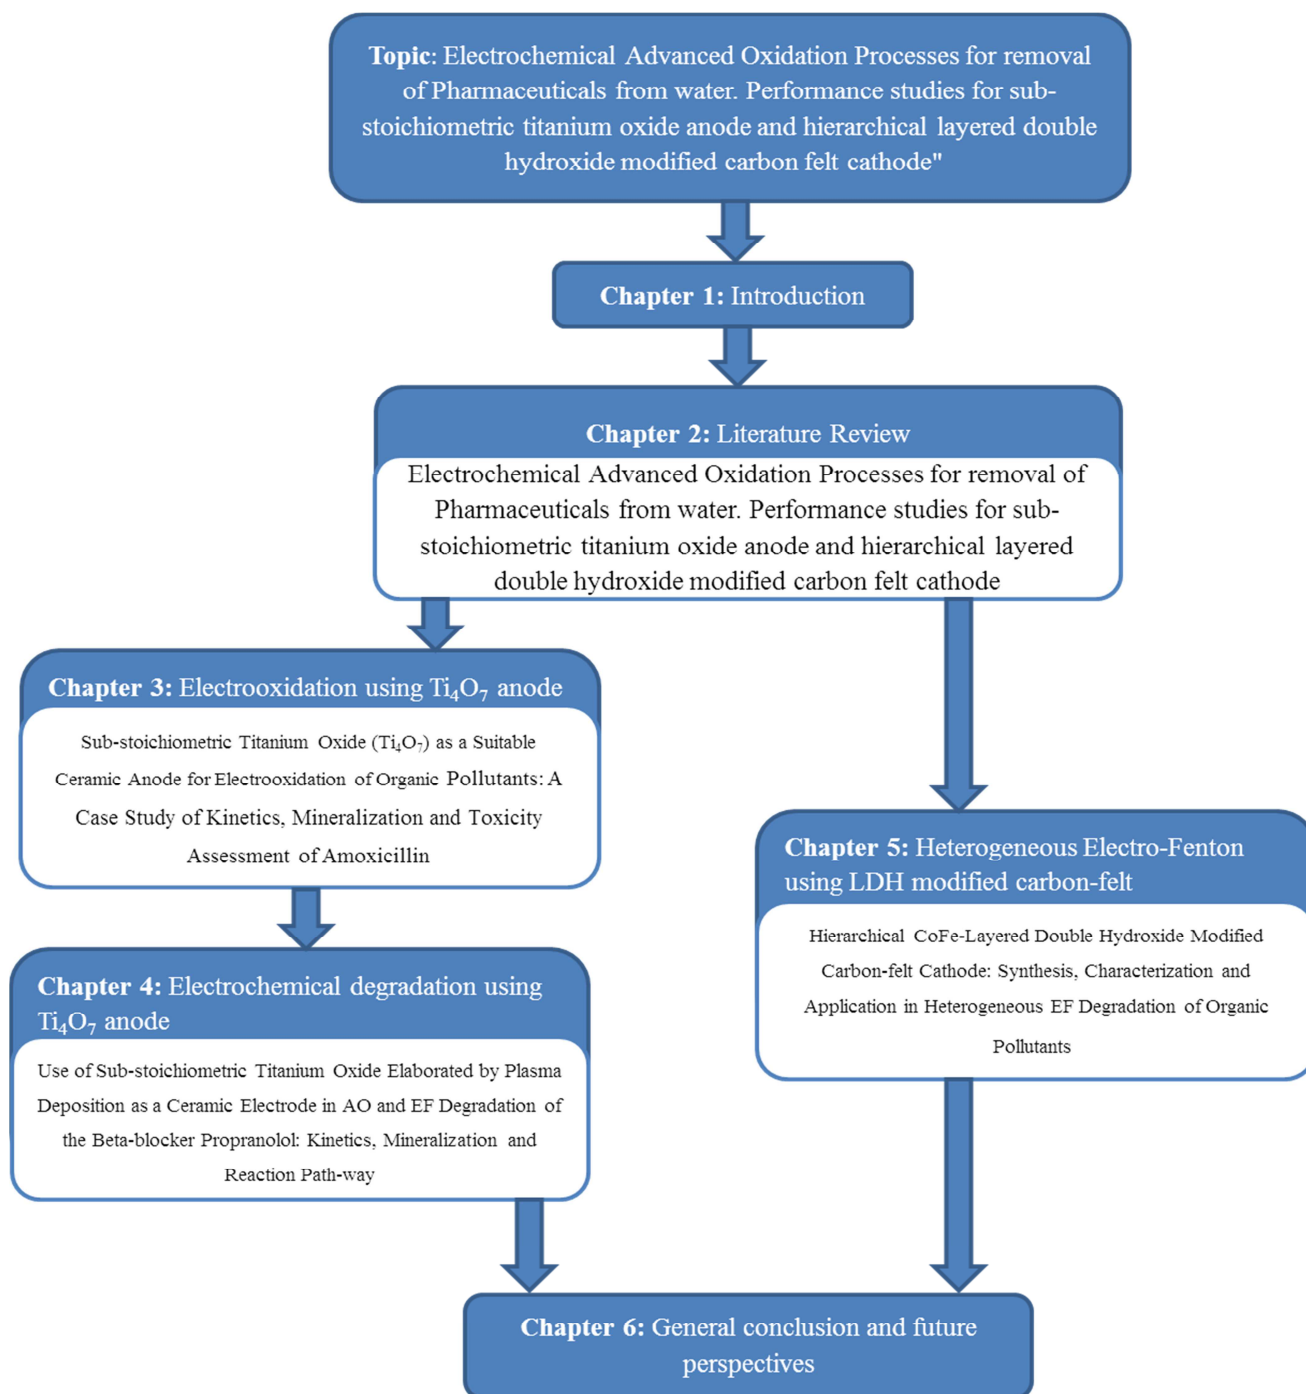 Topic: Electrochemical Advanced Oxidation Processes for removal
of Pharmaceuticals from water. Performance studies for sub-
stoichiometric titanium oxide anode and hierarchical layered double
hydroxide modified carbon felt cathode"
Chapter 1: Introduction
Chapter 2: Literature Review
Electrochemical Advanced Oxidation Processes for removal of
Pharmaceuticals from water. Performance studies for sub-
stoichiometric titanium oxide anode and hierarchical layered
double hydroxide modified carbon felt cathode
Chapter 3: Electrooxidation using Ti₄O₇ anode
Sub-stoichiometric Titanium Oxide (Ti₄O₇) as a Suitable
Ceramic Anode for Electrooxidation of Organic Pollutants: A
Case Study of Kinetics, Mineralization and Toxicity
Assessment of Amoxicillin
Chapter 4: Electrochemical degradation using
Ti₄O₇ anode
Use of Sub-stoichiometric Titanium Oxide Elaborated by Plasma
Deposition as a Ceramic Electrode in AO and EF Degradation of
the Beta-blocker Propranolol: Kinetics, Mineralization and
Reaction Path-way
Chapter 5: Heterogeneous Electro-Fenton
using LDH modified carbon-felt
Hierarchical CoFe-Layered Double Hydroxide Modified
Carbon-felt Cathode: Synthesis, Characterization and
Application in Heterogeneous EF Degradation of Organic
Pollutants
Chapter 6: General conclusion and future
perspectives